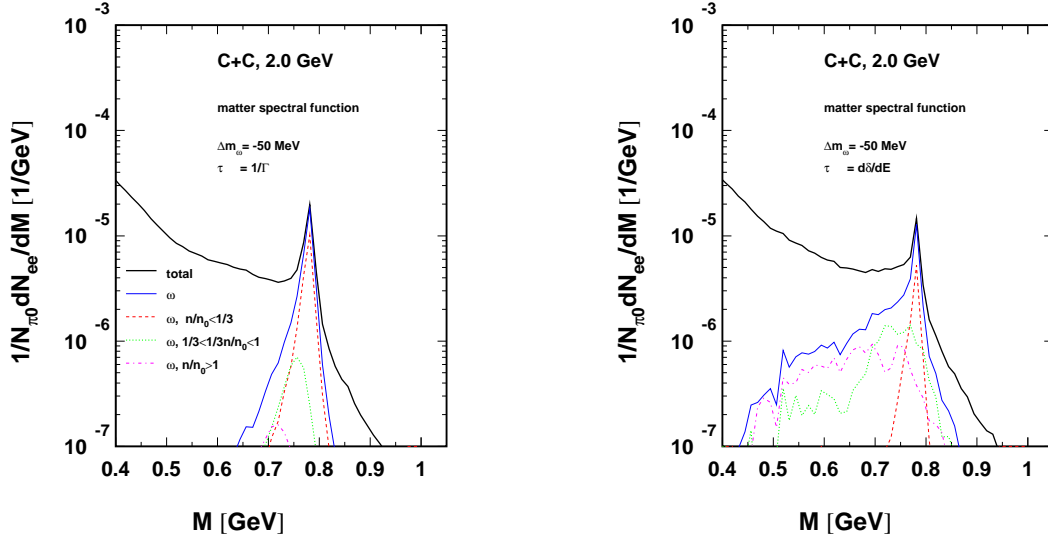 10 -3
10 -4
10 -5
10 -6
10 -7
1/N_π0 dN_ee/dM [1/GeV]
C+C, 2.0 GeV
matter spectral function
Δm_ω= -50 MeV
τ = 1/Γ
total
ω
ω, n/n_0<1/3
ω, 1/3<1/3n/n_0<1
ω, n/n_0>1
0.4 0.5 0.6 0.7 0.8 0.9 1
M [GeV]
10 -3
10 -4
10 -5
10 -6
10 -7
1/N_π0 dN_ee/dM [1/GeV]
C+C, 2.0 GeV
matter spectral function
Δm_ω= -50 MeV
τ = dδ/dE
0.4 0.5 0.6 0.7 0.8 0.9 1
M [GeV]